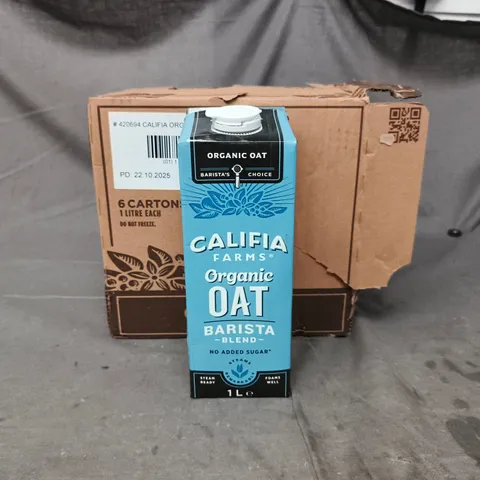 # 420694 CALIFIA ORG
PD: 22.10.2025
6 CARTONS
1 LITRE EACH
DO NOT FREEZE.
ORGANIC OAT
BARISTA'S CHOICE
CALIFIA
FARMS®
Organic
OAT
BARISTA
BLEND
NO ADDED SUGAR*
STEAM READY
FOAMS WELL
1 L e